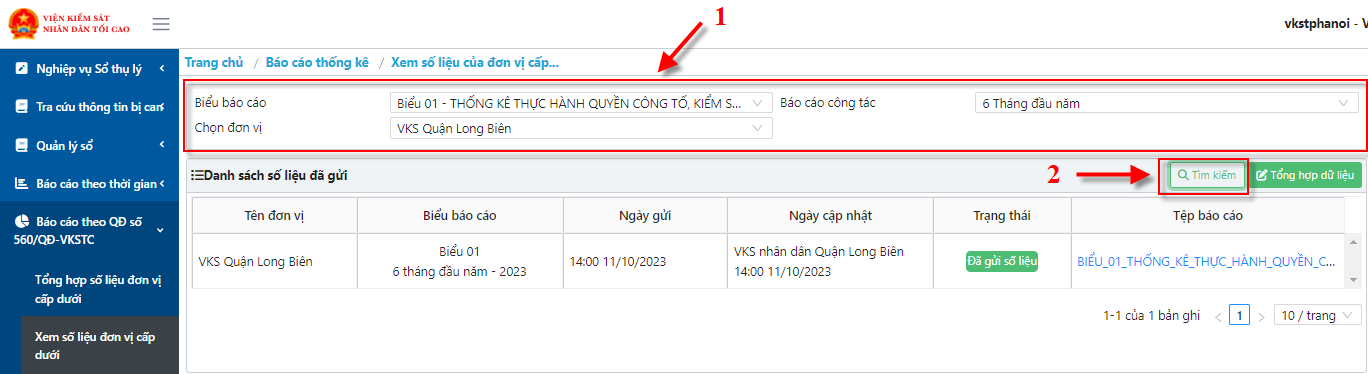 VIỆN KIỂM SÁT
NHÂN DÂN TỐI CAO
1
vkstphanoi - V
Nghiệp vụ Sổ thụ lý
Tra cứu thông tin bị can
Quản lý sổ
Báo cáo theo thời gian
Báo cáo theo QĐ số
560/QĐ-VKSTC
Tổng hợp số liệu đơn vị
cấp dưới
Xem số liệu đơn vị cấp
dưới
Trang chủ / Báo cáo thống kê / Xem số liệu của đơn vị cấp...
Biểu báo cáo Biểu 01 - THỐNG KÊ THỰC HÀNH QUYỀN CÔNG TỐ, KIỂM S... Báo cáo công tác 6 Tháng đầu năm
Chọn đơn vị VKS Quận Long Biên
Danh sách số liệu đã gửi 2 Tìm kiếm Tổng hợp dữ liệu
Tên đơn vị Biểu báo cáo Ngày gửi Ngày cập nhật Trạng thái Tệp báo cáo
VKS Quận Long Biên
Biểu 01
6 tháng đầu năm - 2023
14:00 11/10/2023
VKS nhân dân Quận Long Biên
14:00 11/10/2023
Đã gửi số liệu
BIỂU_01_THỐNG_KÊ_THỰC_HÀNH_QUYỀN_C...
1-1 của 1 bản ghi < 1 > 10 / trang